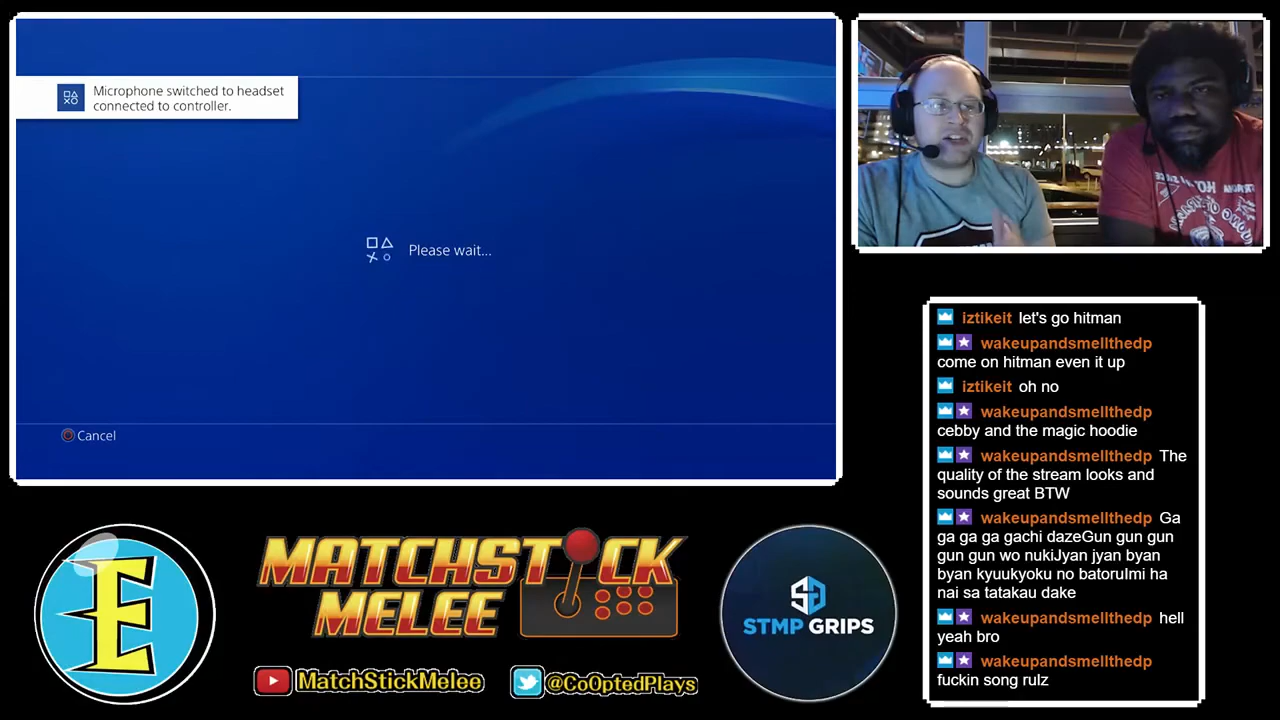 Microphone switched to headset
connected to controller.
Please wait...
Cancel
iztikeit let's go hitman
wakeupandsmellthedp
come on hitman even it up
iztikeit oh no
wakeupandsmellthedp
cebby and the magic hoodie
wakeupandsmellthedp The
quality of the stream looks and
sounds great BTW
wakeupandsmellthedp Ga
ga ga ga gachi dazeGun gun gun
gun gun wo nukiJyan jyan byan
byan kyuukyoku no batoruImi ha
nai sa tatakau dake
wakeupandsmellthedp hell
yeah bro
wakeupandsmellthedp
fuckin song rulz
E
MATCHSTICK
MELEE
MatchStickMelee
@CoOptedPlays
STMP GRIPS